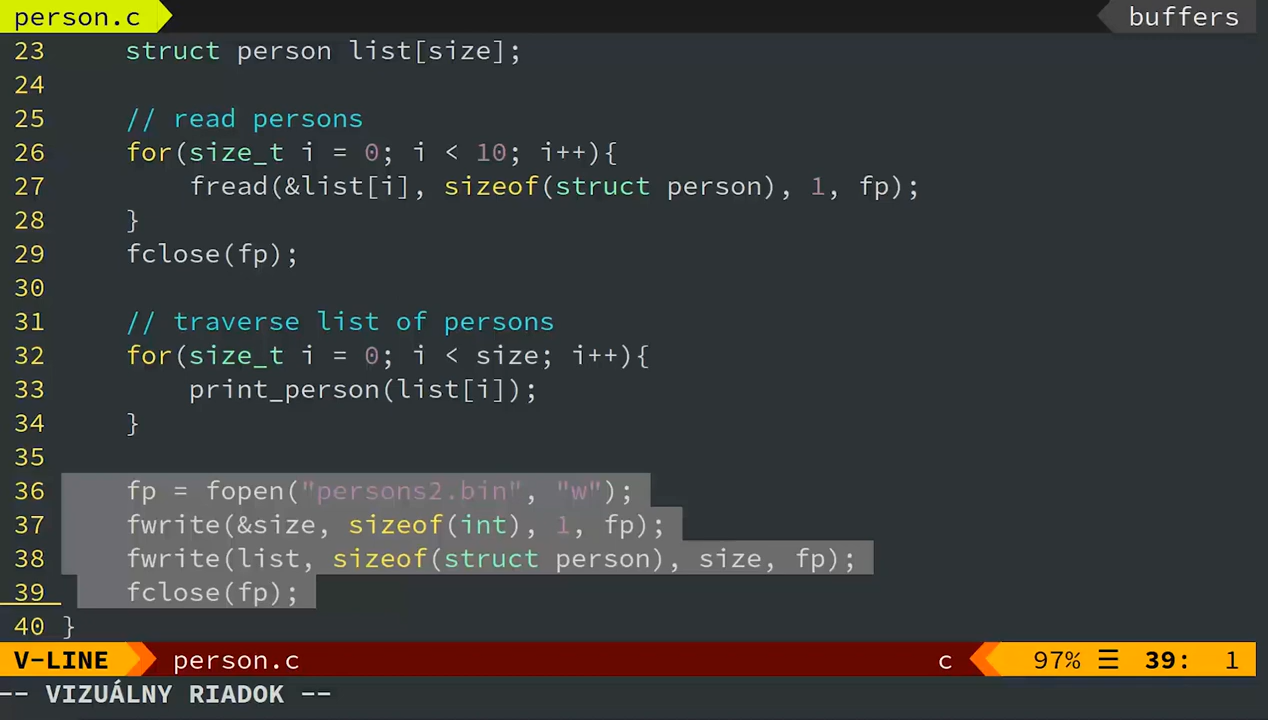 person.c buffers
23 struct person list[size];
24
25 // read persons
26 for(size_t i = 0; i < 10; i++){
27 fread(&list[i], sizeof(struct person), 1, fp);
28 }
29 fclose(fp);
30
31 // traverse list of persons
32 for(size_t i = 0; i < size; i++){
33 print_person(list[i]);
34 }
35
36 fp = fopen("persons2.bin", "w");
37 fwrite(&size, sizeof(int), 1, fp);
38 fwrite(list, sizeof(struct person), size, fp);
39 fclose(fp);
40 }
V-LINE person.c c 97% ☰ 39: 1
-- VIZUÁLNY RIADOK --